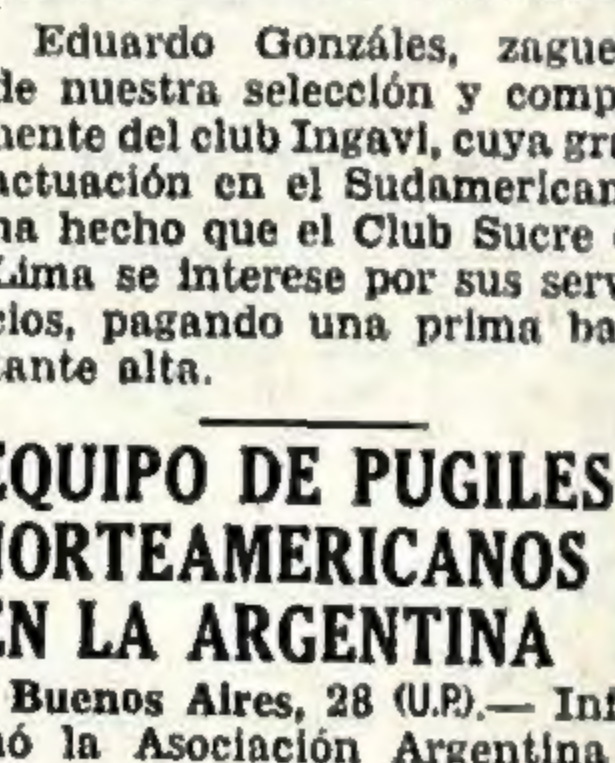 Eduardo Gonzáles, zague
de nuestra selección y comp
mente del club Ingavi, cuya gr
actuación en el Sudamerican
ha hecho que el Club Sucre
Lima se interese por sus serv
cios, pagando una prima ba
tante alta.
EQUIPO DE PUGILES
NORTEAMERICANOS
EN LA ARGENTINA
Buenos Aires, 28 (U.P.).— Inf
mó la Asociación Argentina